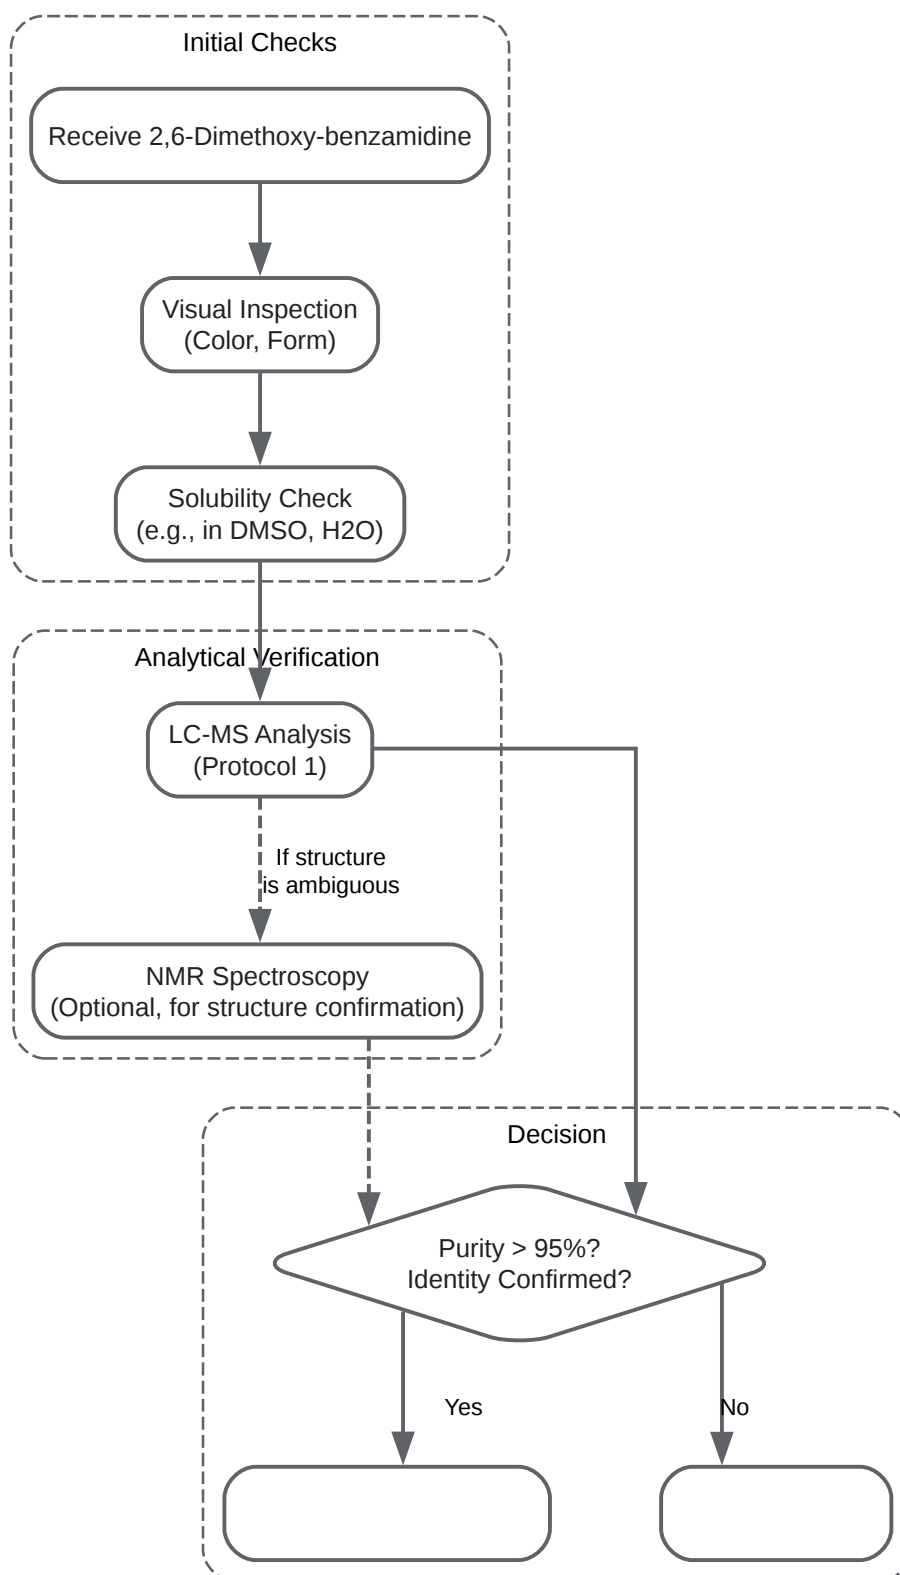 Initial Checks
Receive 2,6-Dimethoxy-benzamidine
Visual Inspection
(Color, Form)
Solubility Check
(e.g., in DMSO, H2O)
Analytical Verification
LC-MS Analysis
(Protocol 1)
If structure
is ambiguous
NMR Spectroscopy
(Optional, for structure confirmation)
Decision
Purity > 95%?
Identity Confirmed?
Yes
No